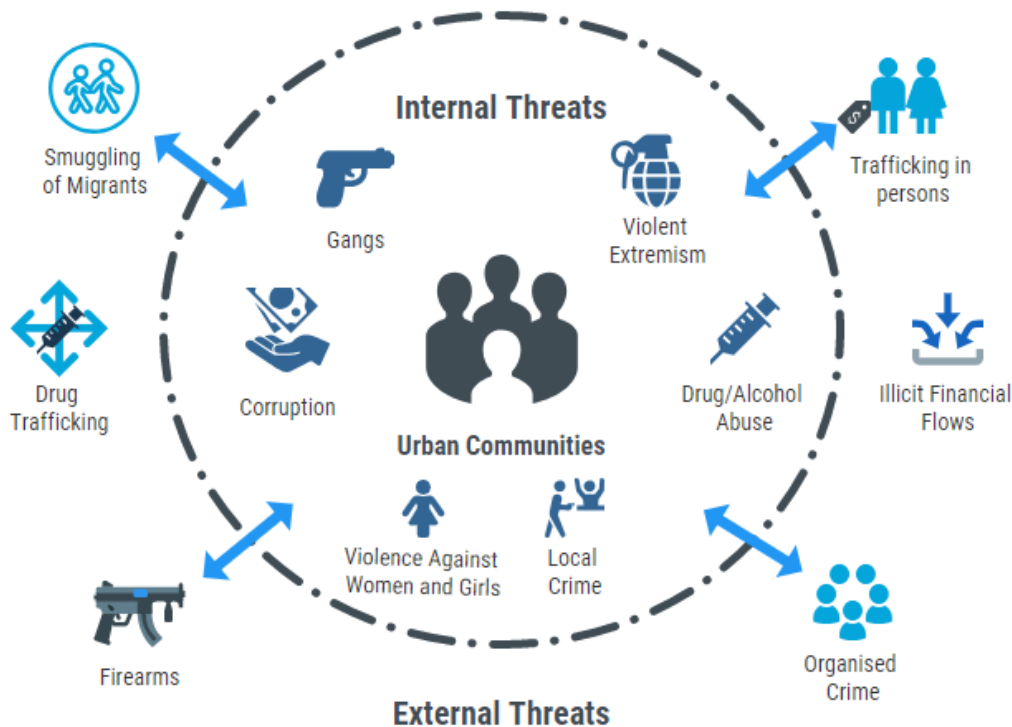 Internal Threats
Smuggling
of Migrants
Trafficking in
persons
Gangs
Violent
Extremism
Drug
Trafficking
Corruption
Drug/Alcohol
Abuse
Illicit Financial
Flows
Urban Communities
Violence Against
Women and Girls
Local
Crime
Firearms
Organised
Crime
External Threats
$